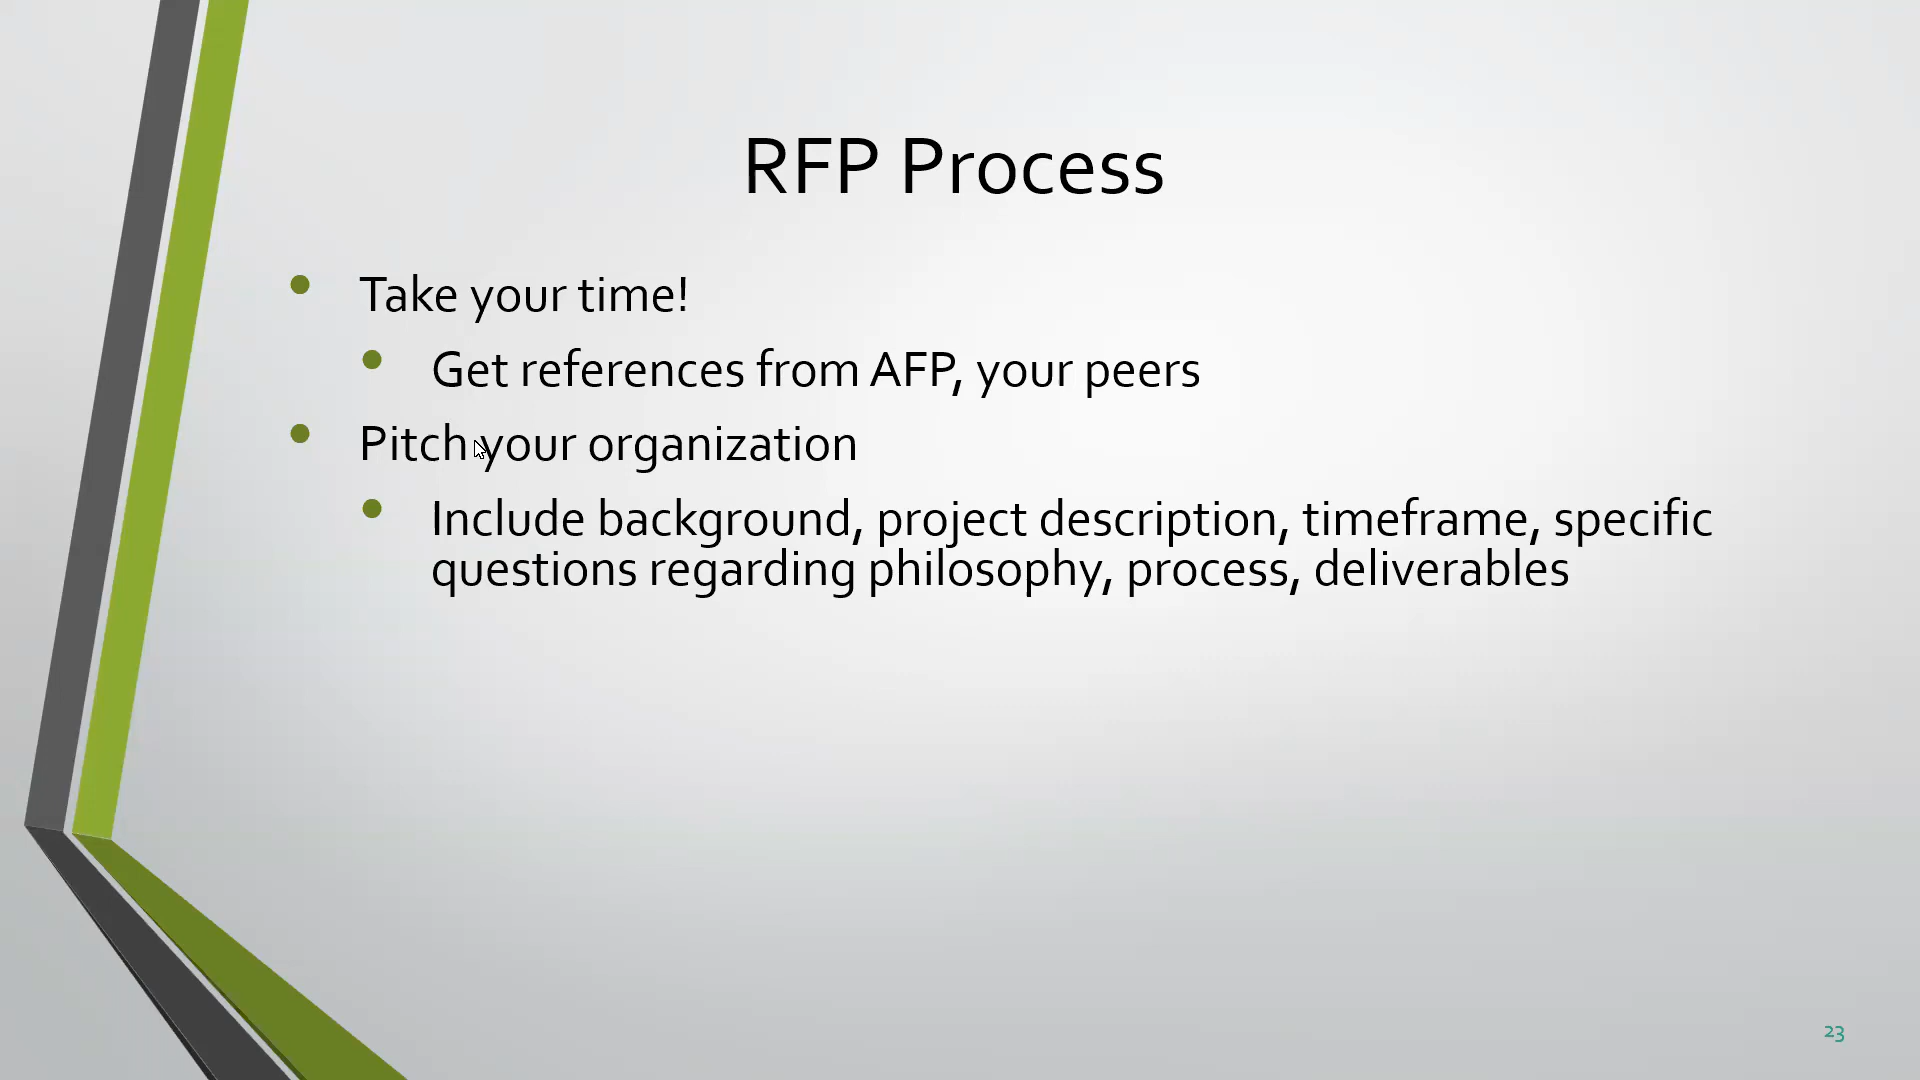 RFP Process
Take your time!
Get references from AFP, your peers
Pitch your organization
Include background, project description, timeframe, specific
questions regarding philosophy, process, deliverables
23